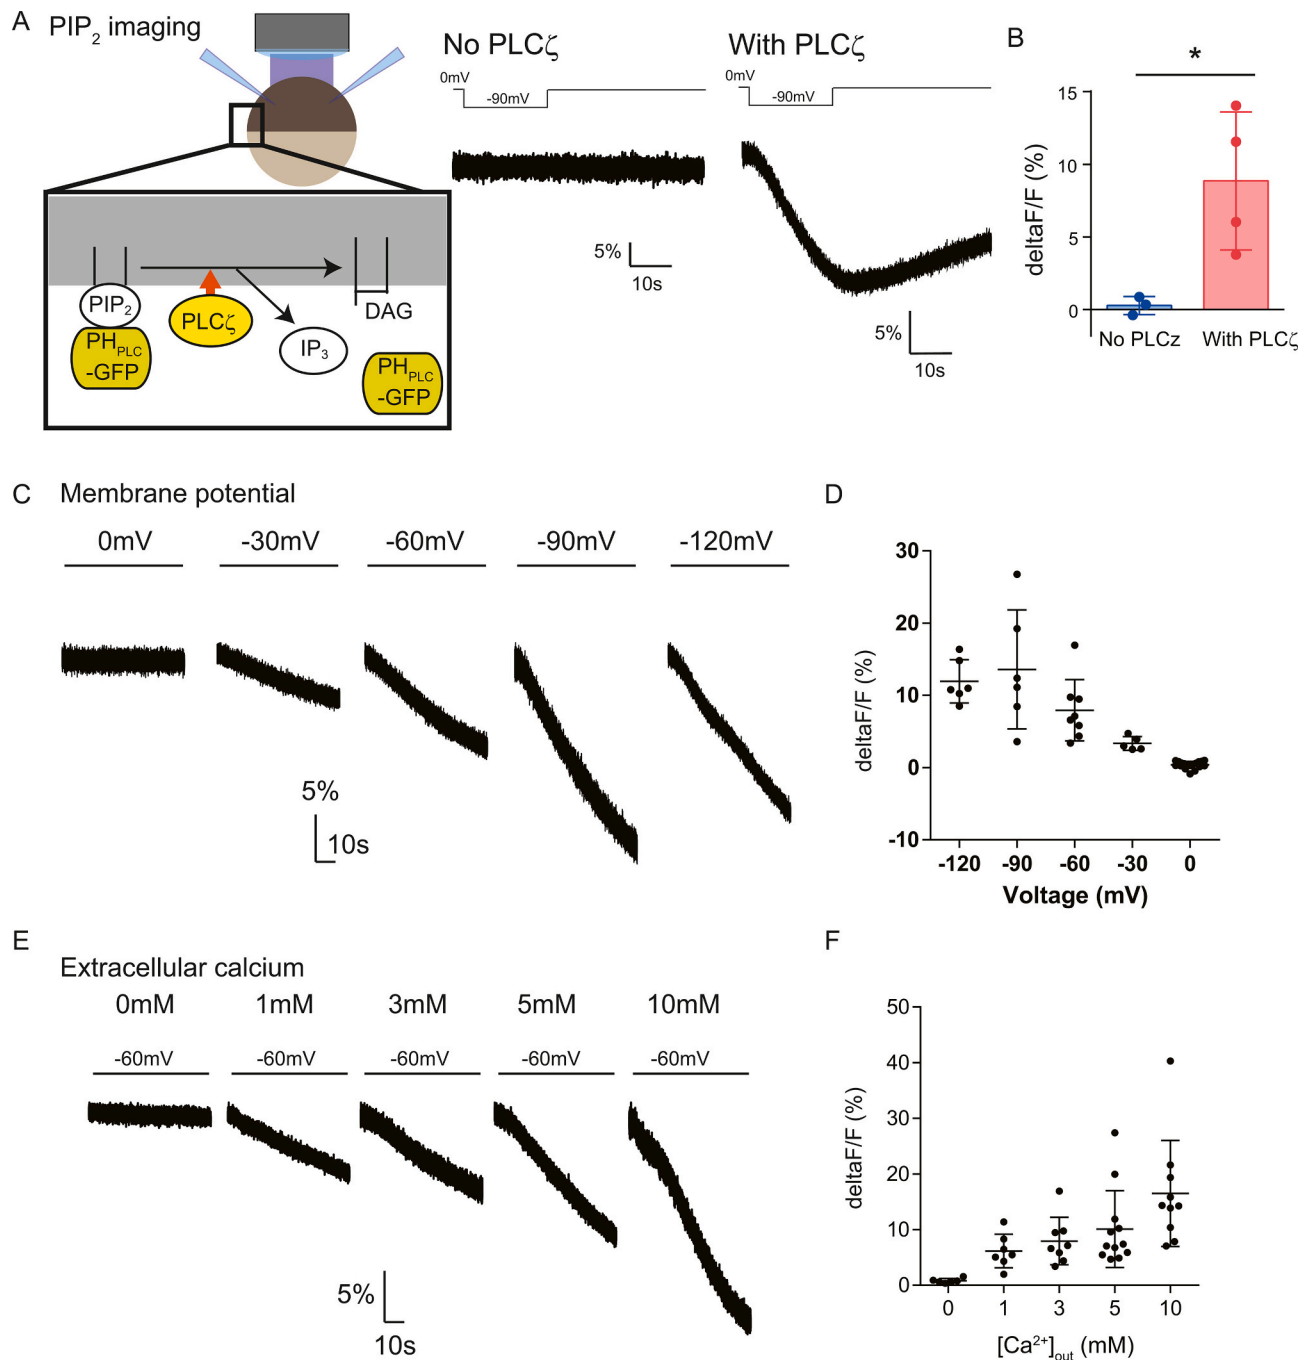 A PIP2 imaging
No PLCζ
0mV
-90mV
5%
10s
With PLCζ
0mV
-90mV
5%
10s
PIP2
PHPLC
-GFP
PLCζ
IP3
DAG
PHPLC
-GFP
B
*
deltaF/F (%)
15
10
5
0
No PLCz With PLCζ
C Membrane potential
0mV -30mV -60mV -90mV -120mV
5%
10s
D
deltaF/F (%)
30
20
10
0
-10
-120 -90 -60 -30 0
Voltage (mV)
E
Extracellular calcium
0mM 1mM 3mM 5mM 10mM
-60mV -60mV -60mV -60mV -60mV
5%
10s
F
deltaF/F (%)
50
40
30
20
10
0
0 1 3 5 10
[Ca2+]out (mM)